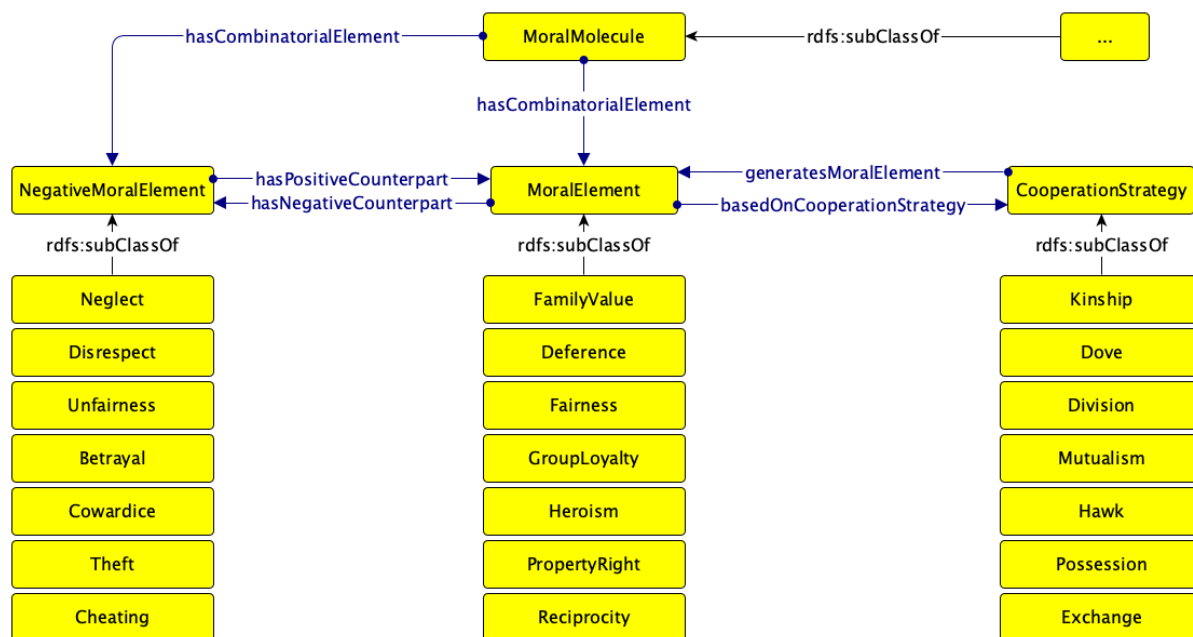 hasCombinatorialElement
MoralMolecule
rdfs:subClassOf
...
hasCombinatorialElement
NegativeMoralElement
hasPositiveCounterpart
hasNegativeCounterpart
MoralElement
generatesMoralElement
basedOnCooperationStrategy
CooperationStrategy
rdfs:subClassOf
rdfs:subClassOf
rdfs:subClassOf
Neglect
FamilyValue
Kinship
Disrespect
Deference
Dove
Unfairness
Fairness
Division
Betrayal
GroupLoyalty
Mutualism
Cowardice
Heroism
Hawk
Theft
PropertyRight
Possession
Cheating
Reciprocity
Exchange